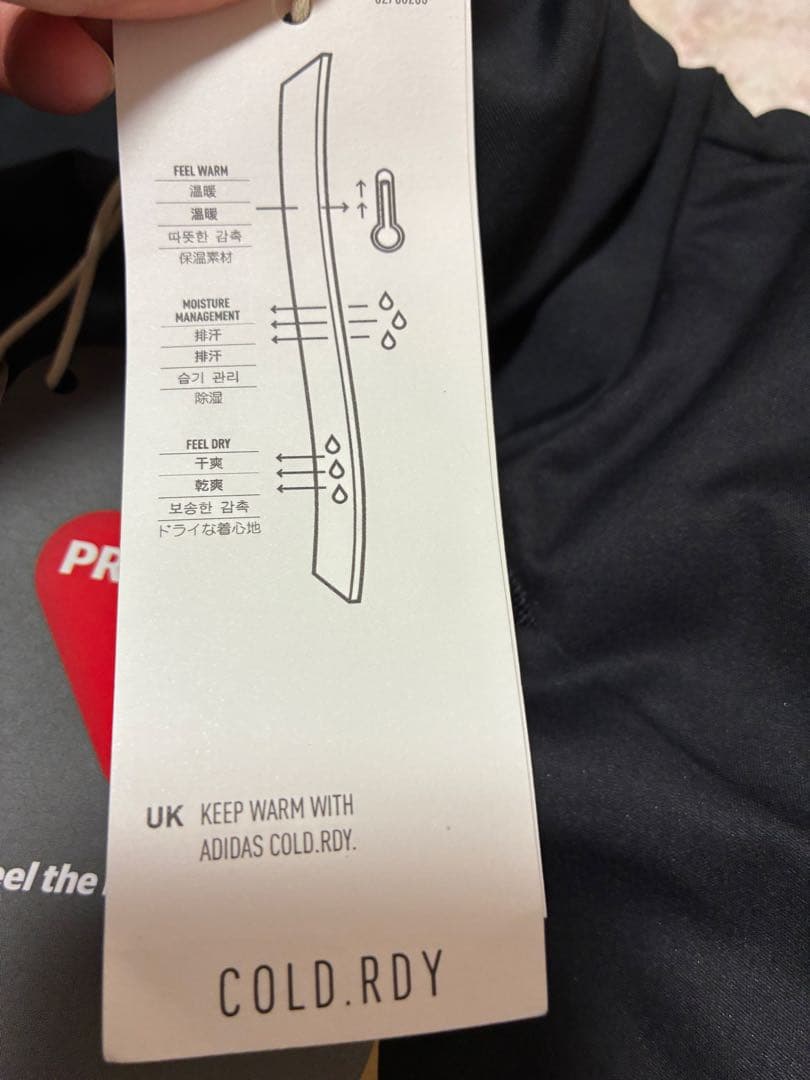 FEEL WARM
温暖
溫暖
따뜻한 감촉
保温素材
MOISTURE
MANAGEMENT
排汗
排汗
습기 관리
除湿
FEEL DRY
干爽
乾爽
보송한 감촉
ドライな着心地
PR
eel the
UK KEEP WARM WITH
ADIDAS COLD.RDY.
COLD.RDY